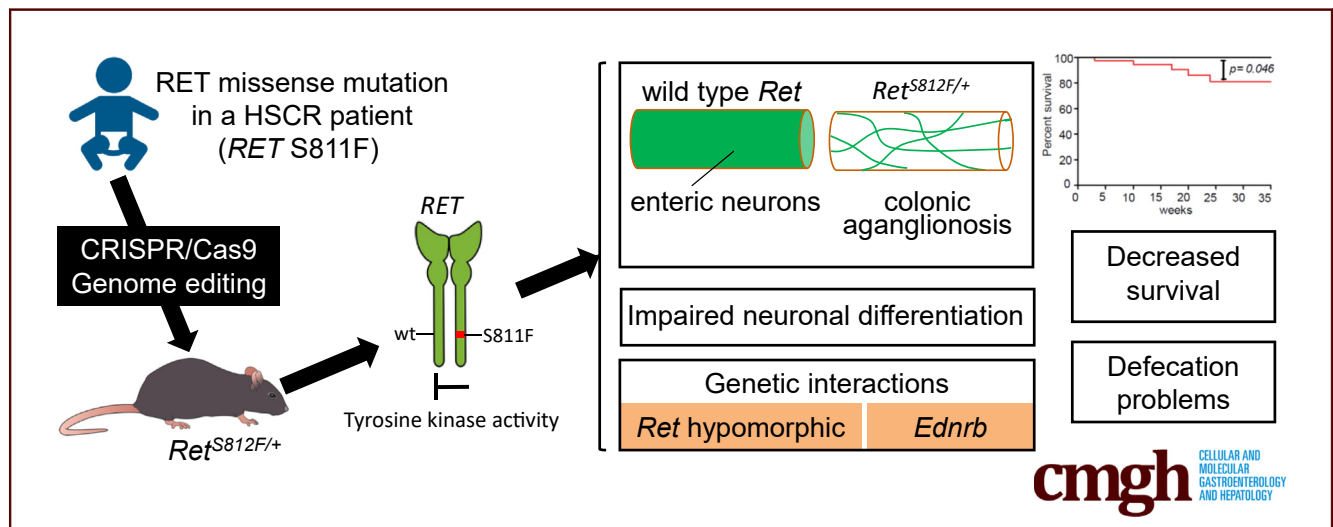 RET missense mutation
in a HSCR patient
(RET S811F)
CRISPR/Cas9
Genome editing
Ret^S812F/+
RET
wt
S811F
Tyrosine kinase activity
wild type Ret
Ret^S812F/+
enteric neurons
colonic
aganglionosis
Impaired neuronal differentiation
Genetic interactions
Ret hypomorphic
Ednrb
100
80
60
40
20
0
Percent survival
p= 0.046
0 5 10 15 20 25 30 35
weeks
Decreased
survival
Defecation
problems
cmgh
CELLULAR AND
MOLECULAR
GASTROENTEROLOGY
AND HEPATOLOGY